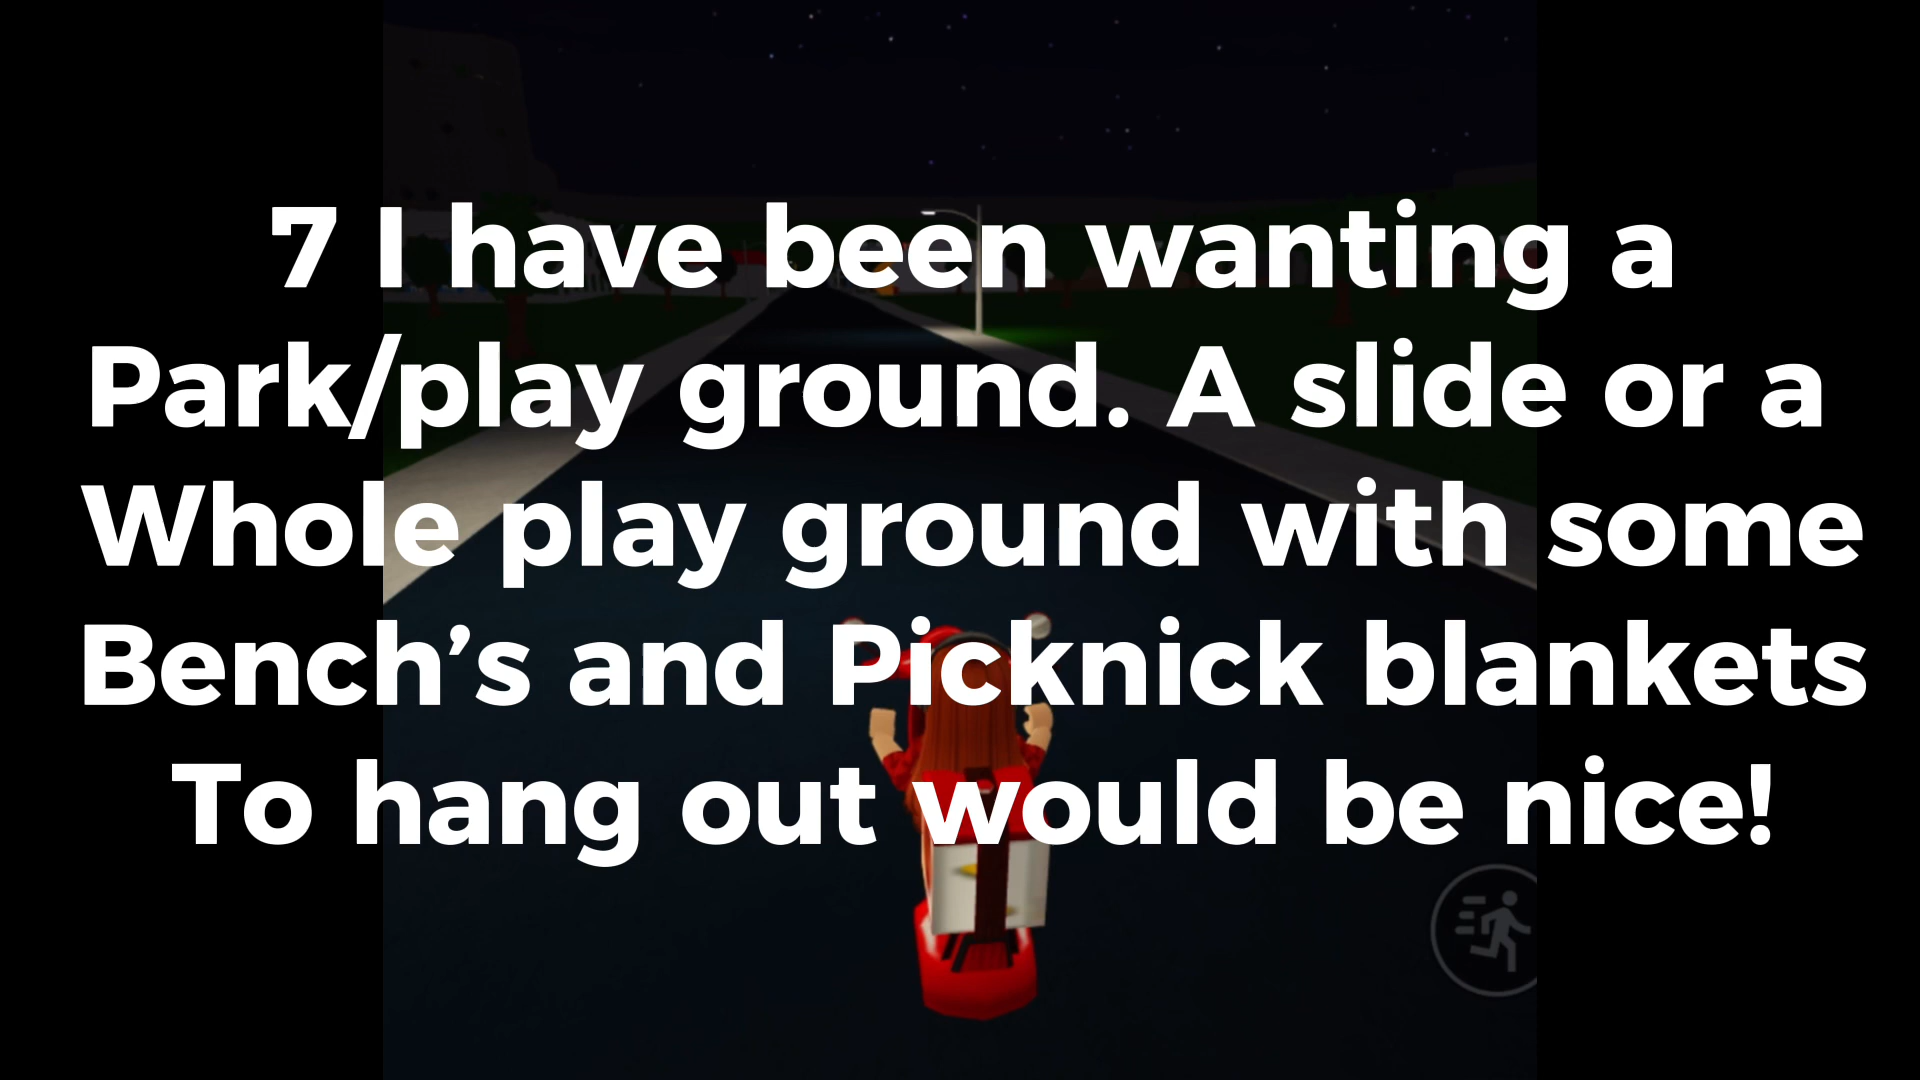 7 I have been wanting a
Park/play ground. A slide or a
Whole play ground with some
Bench’s and Picknick blankets
To hang out would be nice!